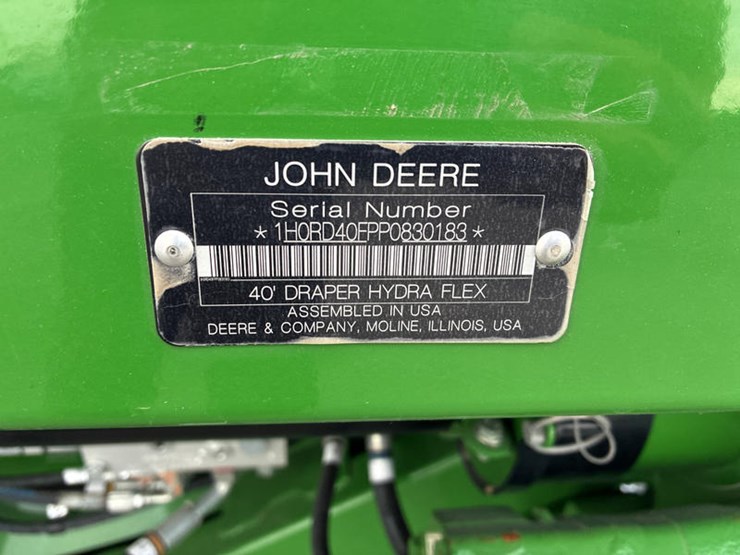 JOHN DEERE
Serial Number
* 1H0RD40FPP0830183 *
40' DRAPER HYDRA FLEX
ASSEMBLED IN USA
DEERE & COMPANY, MOLINE, ILLINOIS, USA